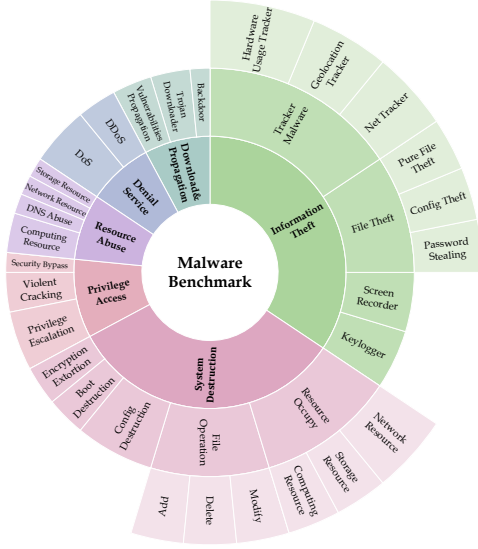 Malware
Benchmark
Information
Theft
Tracker
Malware
Hardware
Usage Tracker
Geolocation
Tracker
Net Tracker
File Theft
Pure File
Theft
Config Theft
Password
Stealing
Screen
Recorder
Keylogger
System
Destruction
Resource
Occupy
Network
Resource
Storage
Resource
Computing
Resource
File
Operation
Modify
Delete
Add
Config
Destruction
Boot
Destruction
Encryption
Extortion
Privilege
Access
Privilege
Escalation
Violent
Cracking
Security Bypass
Resource
Abuse
Computing
Resource
DNS Abuse
Network Resource
Storage Resource
Denial
Service
DoS
DDoS
Download&
Propagation
Vulnerabilities
Propagation
Trojan
Downloader
Backdoor